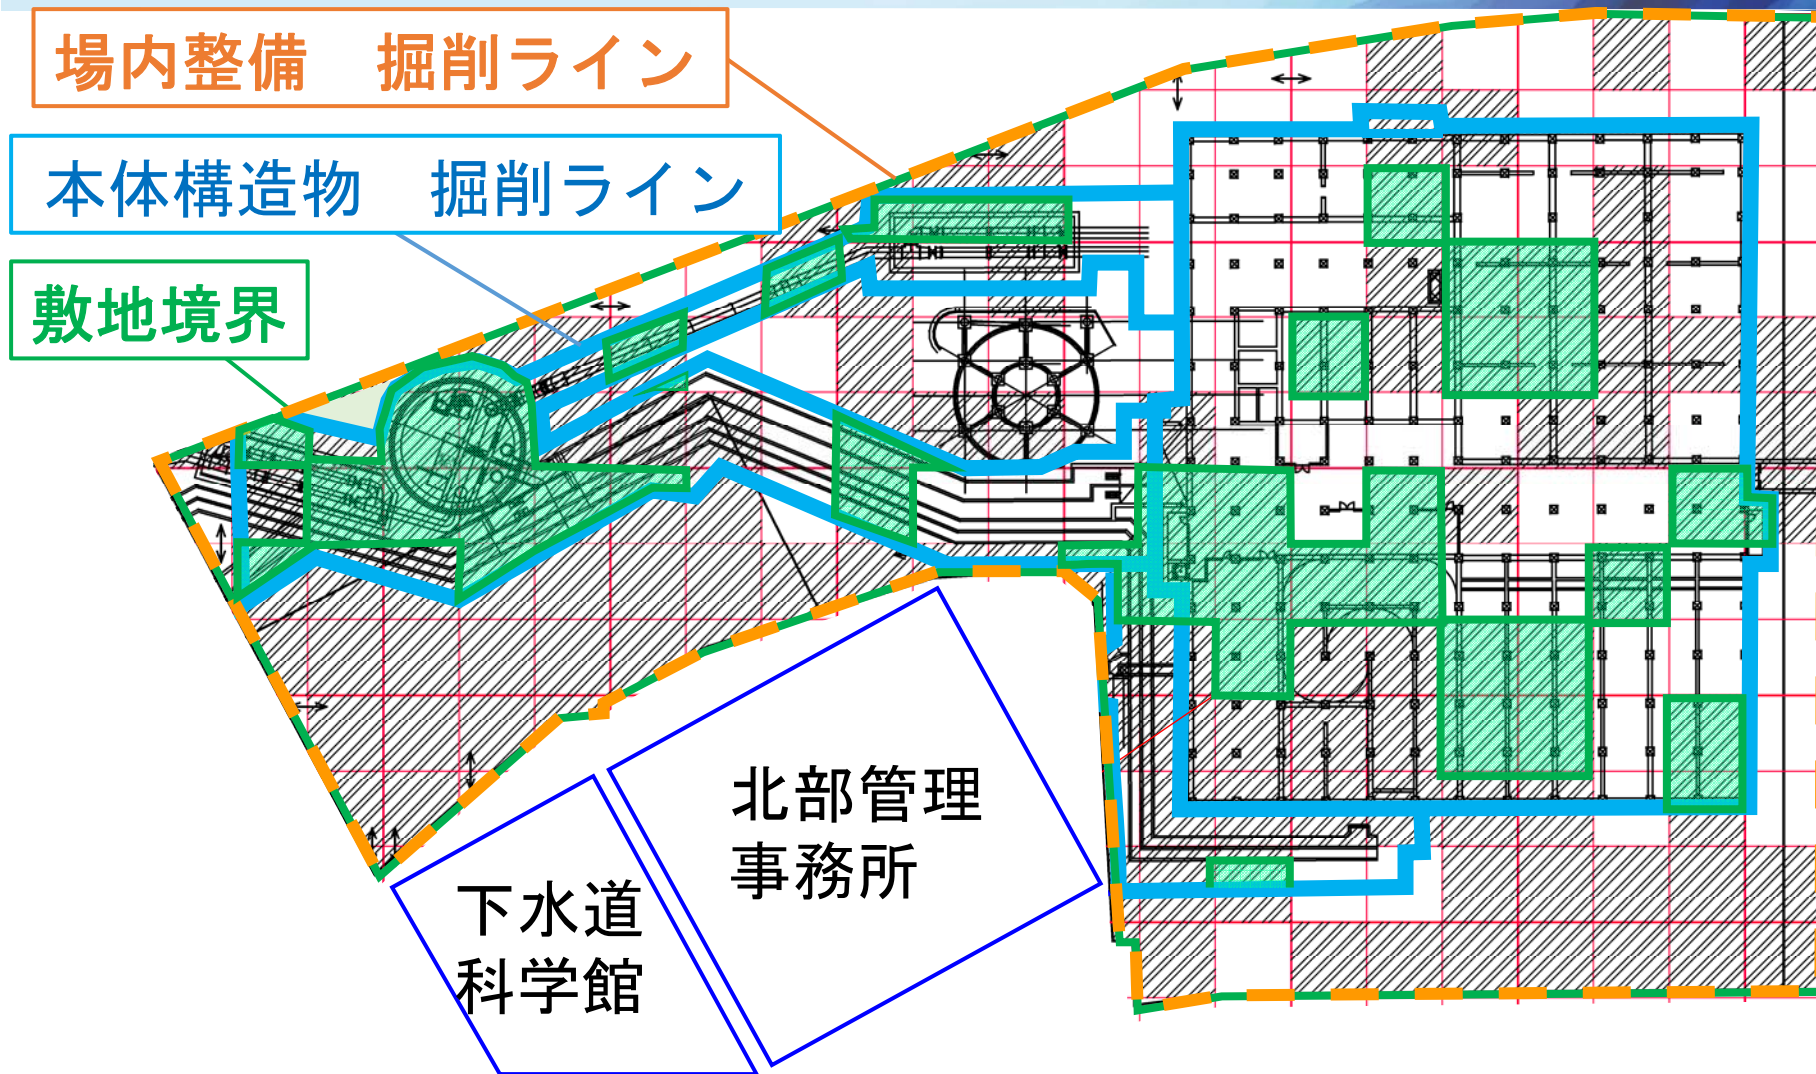 場内整備　掘削ライン
本体構造物　掘削ライン
敷地境界
北部管理
事務所
下水道
科学館